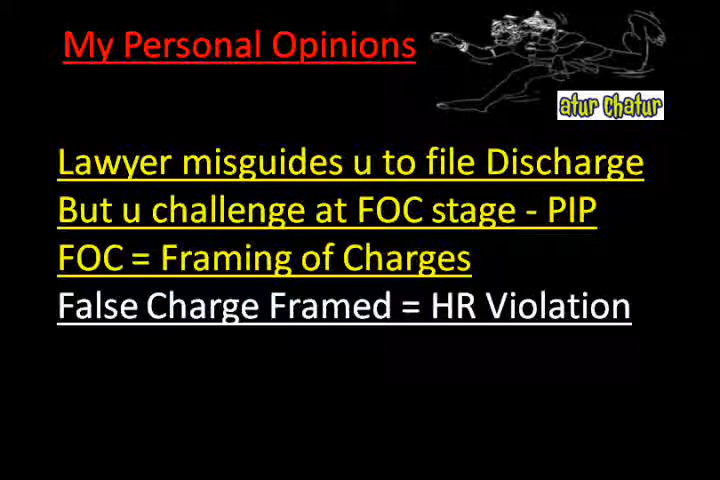 My Personal Opinions
atur chatur
Lawyer misguides u to file Discharge
But u challenge at FOC stage - PIP
FOC = Framing of Charges
False Charge Framed = HR Violation